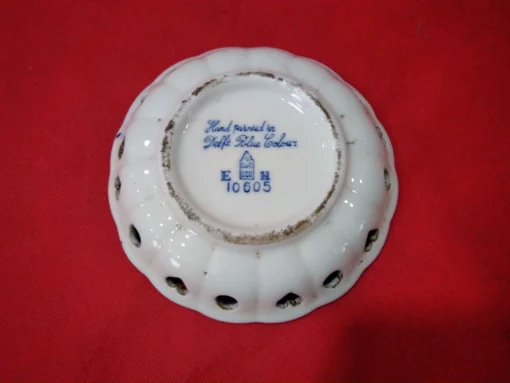 Hand painted in
Delft Blue Colour
E H
10605